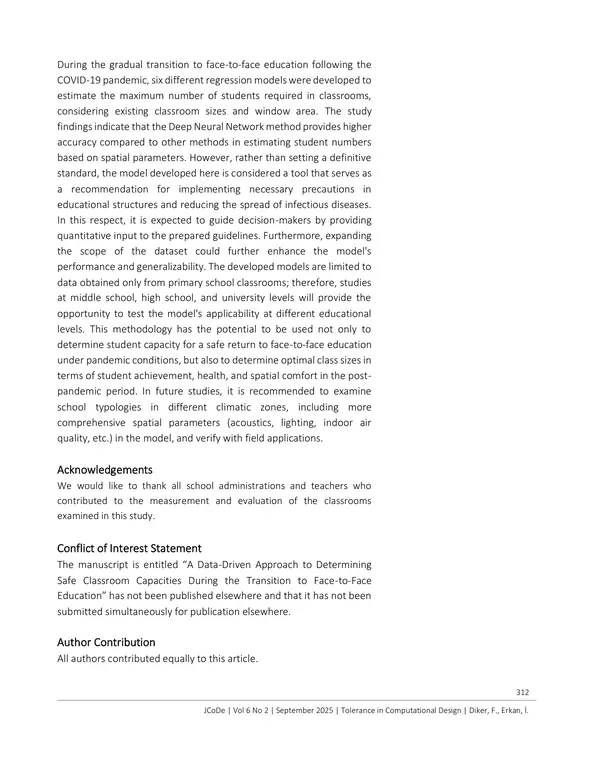 During the gradual transition to face-to-face education following the
COVID-19 pandemic, six different regression models were developed to
estimate the maximum number of students required in classrooms,
considering existing classroom sizes and window area. The study
findings indicate that the Deep Neural Network method provides higher
accuracy compared to other methods in estimating student numbers
based on spatial parameters. However, rather than setting a definitive
standard, the model developed here is considered a tool that serves as
a recommendation for implementing necessary precautions in
educational structures and reducing the spread of infectious diseases.
In this respect, it is expected to guide decision-makers by providing
quantitative input to the prepared guidelines. Furthermore, expanding
the scope of the dataset could further enhance the model's
performance and generalizability. The developed models are limited to
data obtained only from primary school classrooms; therefore, studies
at middle school, high school, and university levels will provide the
opportunity to test the model's applicability at different educational
levels. This methodology has the potential to be used not only to
determine student capacity for a safe return to face-to-face education
under pandemic conditions, but also to determine optimal class sizes in
terms of student achievement, health, and spatial comfort in the post-
pandemic period. In future studies, it is recommended to examine
school typologies in different climatic zones, including more
comprehensive spatial parameters (acoustics, lighting, indoor air
quality, etc.) in the model, and verify with field applications.
Acknowledgements
We would like to thank all school administrations and teachers who
contributed to the measurement and evaluation of the classrooms
examined in this study.
Conflict of Interest Statement
The manuscript is entitled “A Data-Driven Approach to Determining
Safe Classroom Capacities During the Transition to Face-to-Face
Education” has not been published elsewhere and that it has not been
submitted simultaneously for publication elsewhere.
Author Contribution
All authors contributed equally to this article.
312
JCoDe | Vol 6 No 2 | September 2025 | Tolerance in Computational Design | Diker, F., Erkan, İ.